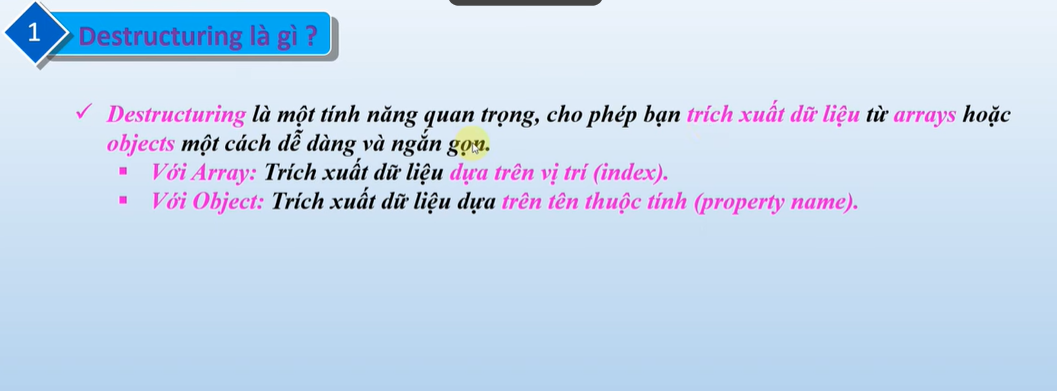 1
Destructuring là gì ?
✓ Destructuring là một tính năng quan trọng, cho phép bạn trích xuất dữ liệu từ arrays hoặc
objects một cách dễ dàng và ngắn gọn.
▪ Với Array: Trích xuất dữ liệu dựa trên vị trí (index).
▪ Với Object: Trích xuất dữ liệu dựa trên tên thuộc tính (property name).